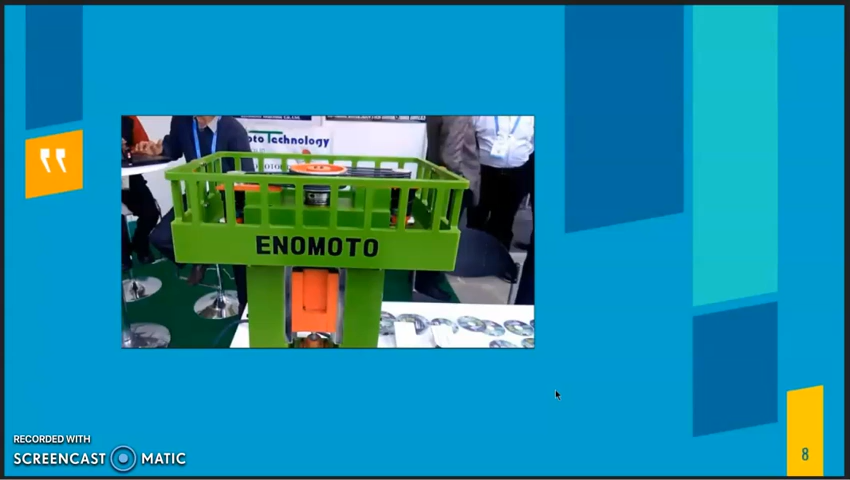 oto Technology
ENOMOTO
RECORDED WITH
SCREENCAST MATIC
8